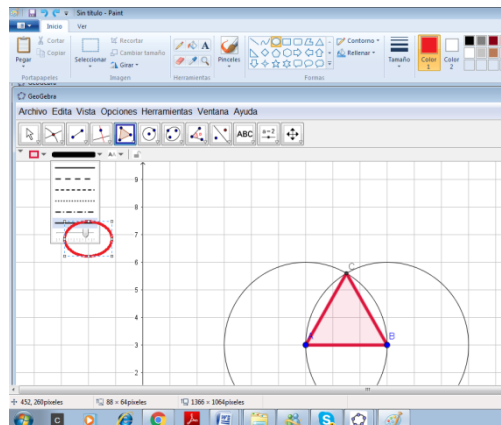 Sin título - Paint
Inicio Ver
Pegar
Cortar
Copiar
Portapapeles
Seleccionar
Recortar
Cambiar tamaño
Girar
Imagen
A
Herramientas
Pinceles
Formas
Contorno
Rellenar
Tamaño
Color 1
Color 2
GeoGebra
Archivo Edita Vista Opciones Herramientas Ventana Ayuda
ABC a=2
9
8
7
6
5
4
3
2
C
A
B
452, 260píxeles 88 × 64píxeles 1366 × 1064píxeles